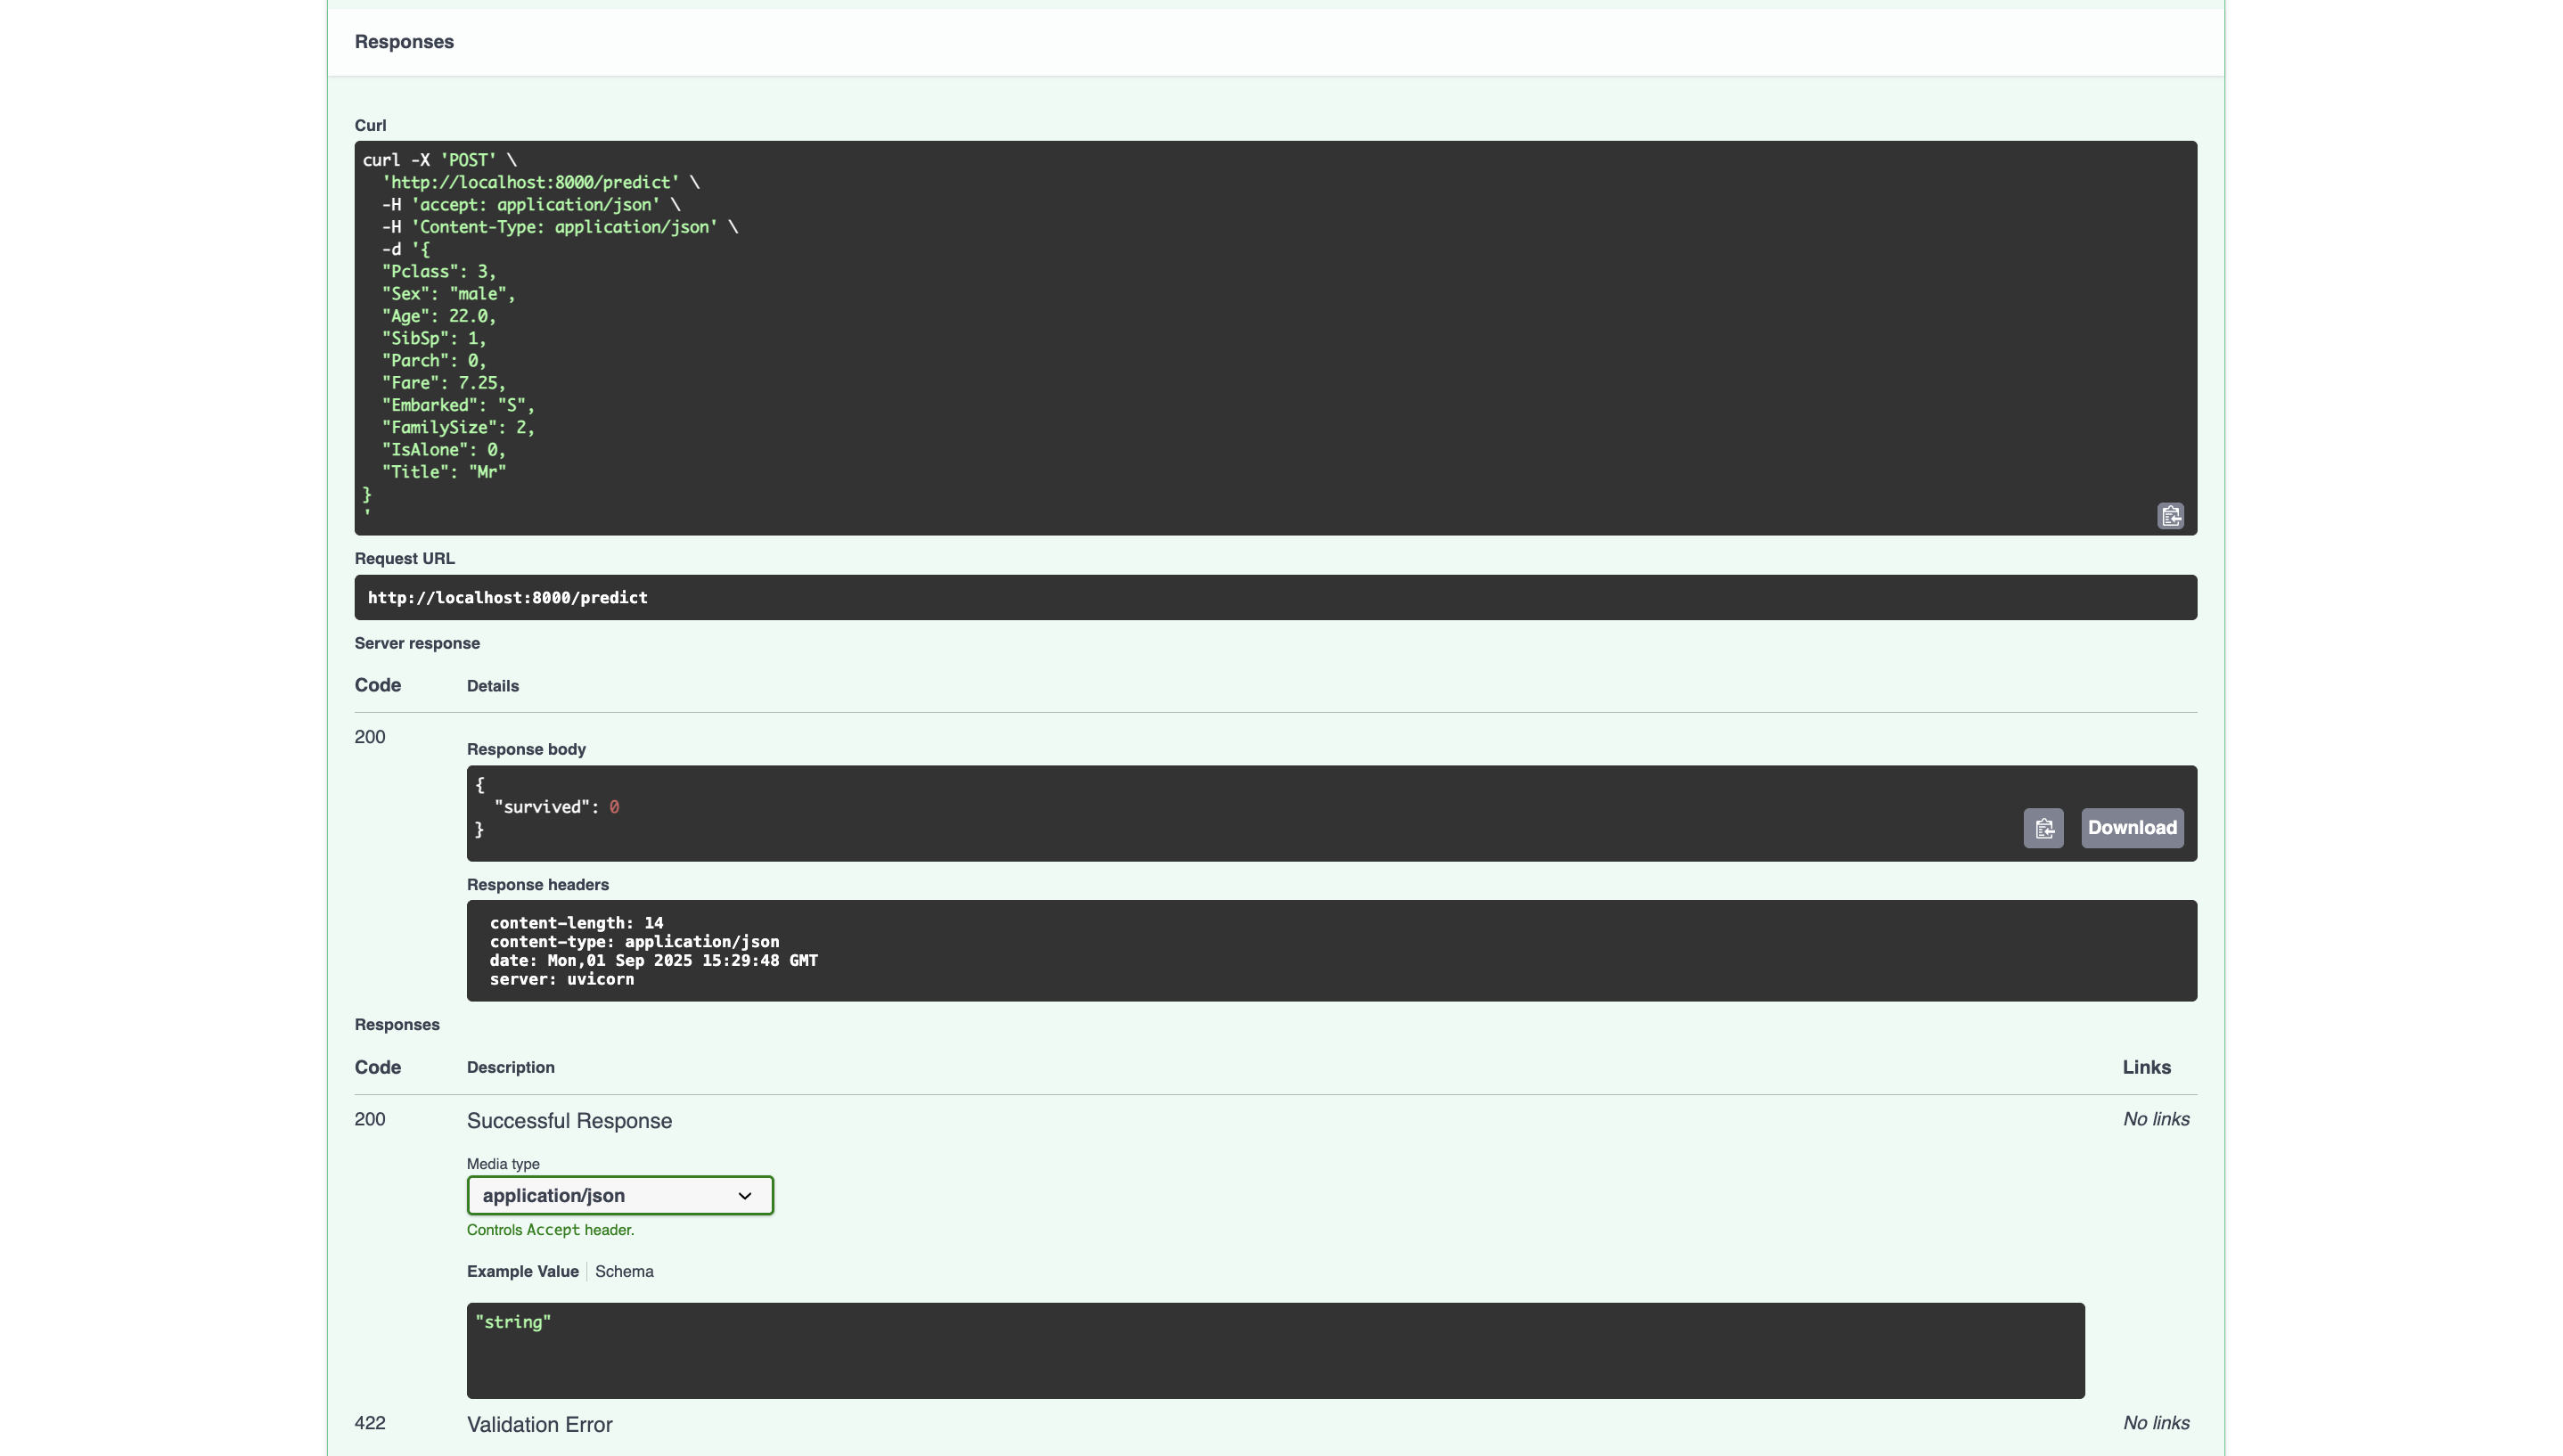 Responses
Curl
curl -X 'POST' \
  'http://localhost:8000/predict' \
  -H 'accept: application/json' \
  -H 'Content-Type: application/json' \
  -d '{
  "Pclass": 3,
  "Sex": "male",
  "Age": 22.0,
  "SibSp": 1,
  "Parch": 0,
  "Fare": 7.25,
  "Embarked": "S",
  "FamilySize": 2,
  "IsAlone": 0,
  "Title": "Mr"
}
'
Request URL
http://localhost:8000/predict
Server response
Code Details
200
Response body
{
  "survived": 0
}
Download
Response headers
content-length: 14
content-type: application/json
date: Mon,01 Sep 2025 15:29:48 GMT
server: uvicorn
Responses
Code Description Links
200 Successful Response No links
Media type
application/json
Controls Accept header.
Example Value Schema
"string"
422 Validation Error No links